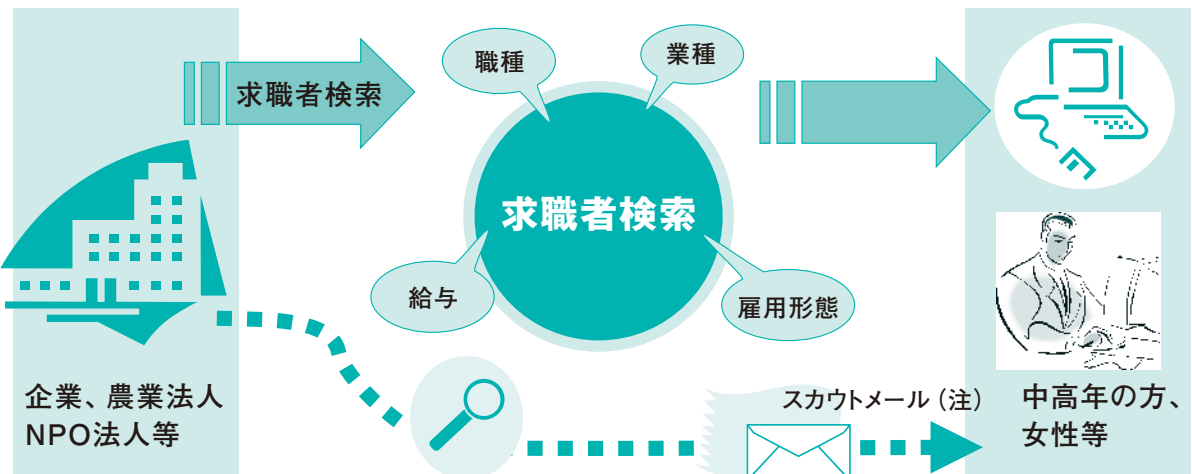 求職者検索
職種
業種
求職者検索
給与
雇用形態
企業、農業法人
NPO法人等
スカウトメール（注）
中高年の方、
女性等